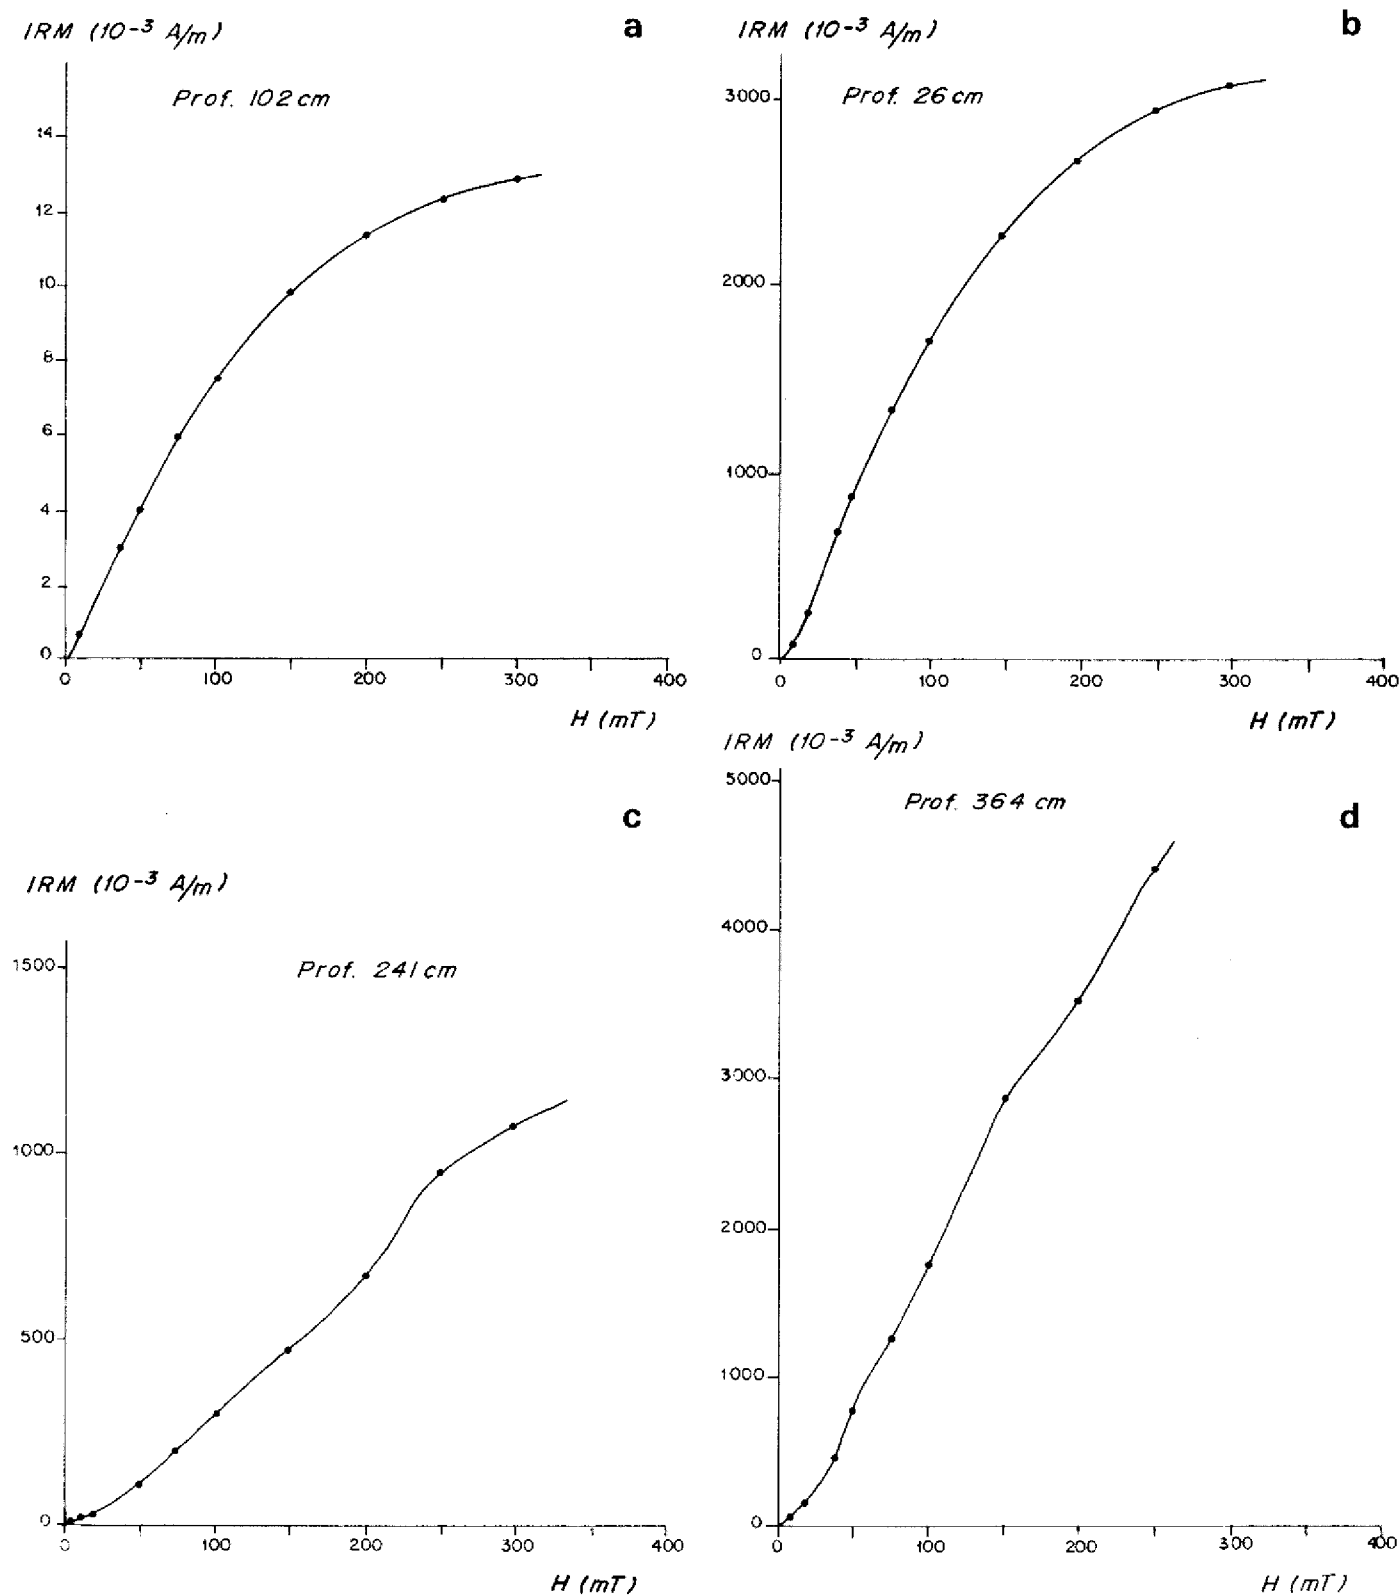 IRM (10-3 A/m)
a
Prof. 102 cm
14
12
10
8
6
4
2
0
0 100 200 300 400
H (mT)
IRM (10-3 A/m)
b
Prof. 26 cm
3000
2000
1000
0
0 100 200 300 400
H (mT)
c
IRM (10-3 A/m)
Prof. 241 cm
1500
1000
500
0
0 100 200 300 400
H (mT)
IRM (10-3 A/m)
d
Prof. 364 cm
5000
4000
3000
2000
1000
0
0 100 200 300 400
H (mT)